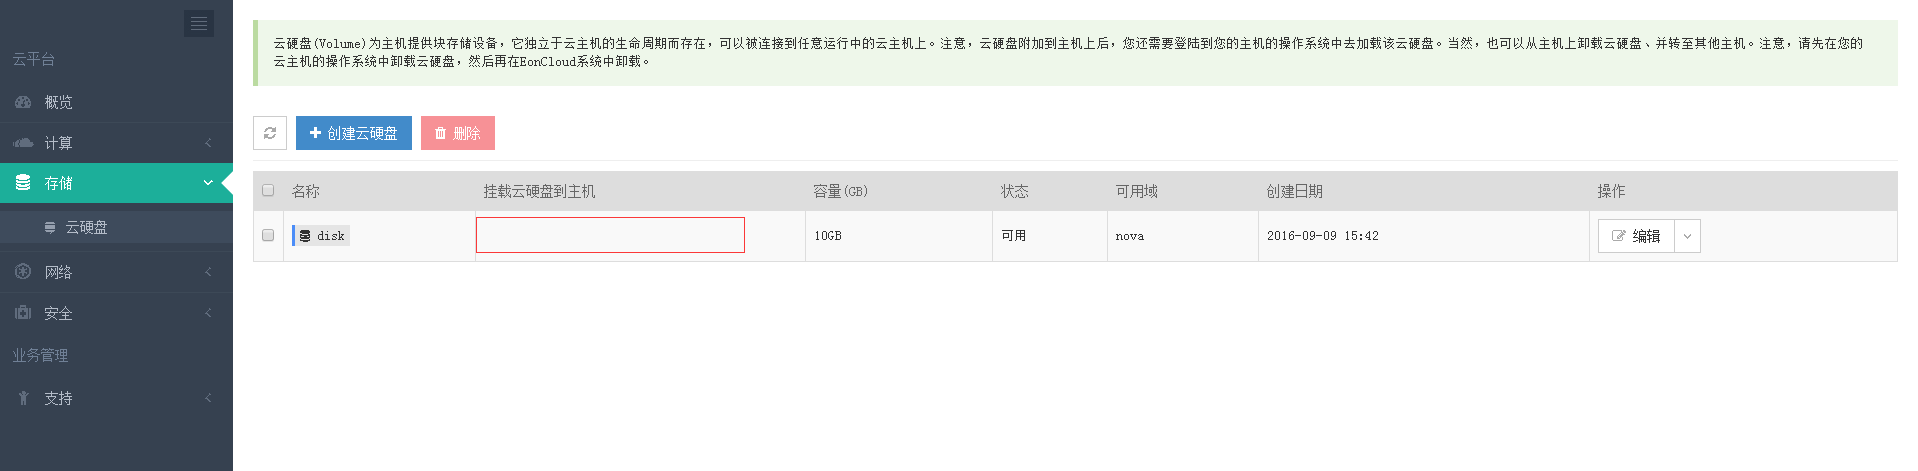 云平台
概览
计算
存储
云硬盘
网络
安全
业务管理
支持
云硬盘(Volume)为主机提供块存储设备，它独立于云主机的生命周期而存在，可以被连接到任意运行中的云主机上。注意，云硬盘附加到主机上后，您还需要登陆到您的主机的操作系统中去加载该云硬盘。当然，也可以从主机上卸载云硬盘、并转至其他主机。注意，请先在您的
云主机的操作系统中卸载云硬盘，然后再在EonCloud系统中卸载。
创建云硬盘 删除
名称 挂载云硬盘到主机 容量(GB) 状态 可用域 创建日期 操作
disk 10GB 可用 nova 2016-09-09 15:42 编辑